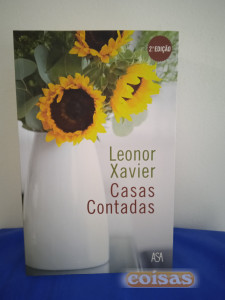 2ª EDIÇÃO
Leonor
Xavier
Casas
Contadas
ASA
coisas